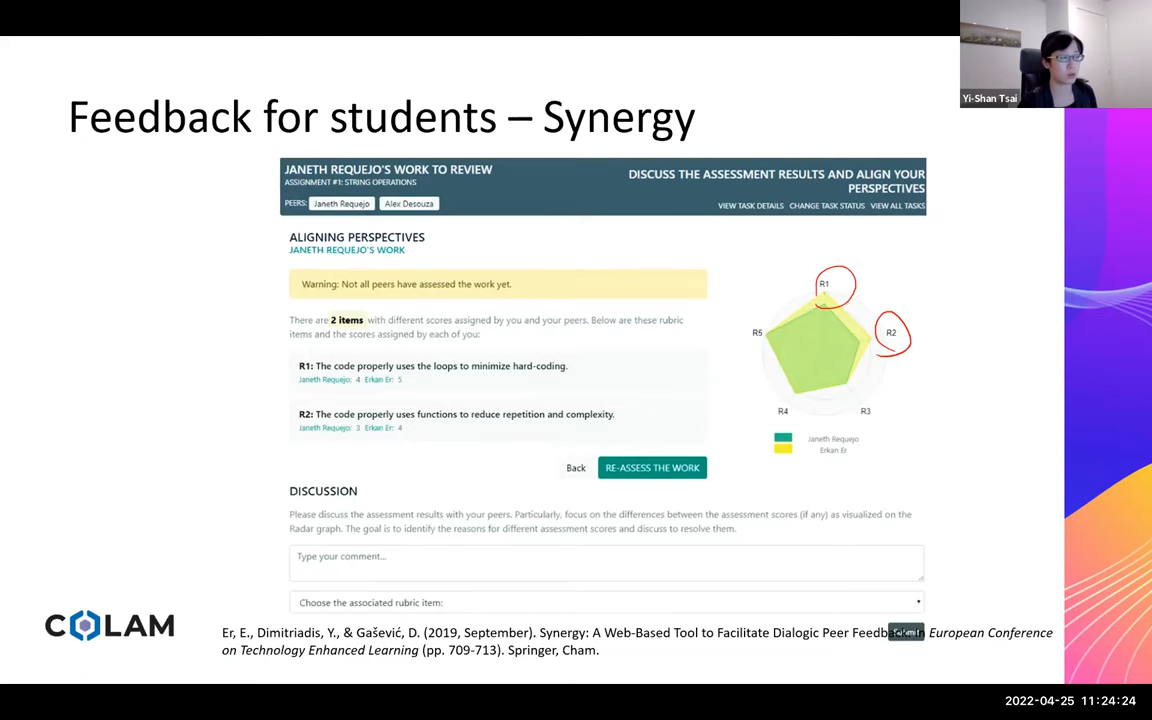 Yi-Shan Tsai
Feedback for students – Synergy
JANETH REQUEJO'S WORK TO REVIEW
ASSIGNMENT #1: STRING OPERATIONS
PEERS: Janeth Requejo Alex Desouza
DISCUSS THE ASSESSMENT RESULTS AND ALIGN YOUR
PERSPECTIVES
VIEW TASK DETAILS CHANGE TASK STATUS VIEW ALL TASKS
ALIGNING PERSPECTIVES
JANETH REQUEJO'S WORK
Warning: Not all peers have assessed the work yet.
There are 2 items with different scores assigned by you and your peers. Below are these rubric
items and the scores assigned by each of you:
R1: The code properly uses the loops to minimize hard-coding.
Janeth Requejo: 4 Erkan Er: 5
R2: The code properly uses functions to reduce repetition and complexity.
Janeth Requejo: 3 Erkan Er: 4
Back RE-ASSESS THE WORK
R1
R2
R5
R4
R3
Janeth Requejo
Erkan Er
DISCUSSION
Please discuss the assessment results with your peers. Particularly, focus on the differences between the assessment scores (if any) as visualized on the
Radar graph. The goal is to identify the reasons for different assessment scores and discuss to resolve them.
Type your comment...
Choose the associated rubric item:
COLAM
Er, E., Dimitriadis, Y., & Gašević, D. (2019, September). Synergy: A Web-Based Tool to Facilitate Dialogic Peer Feedback. In European Conference
on Technology Enhanced Learning (pp. 709-713). Springer, Cham.
2022-04-25 11:24:24